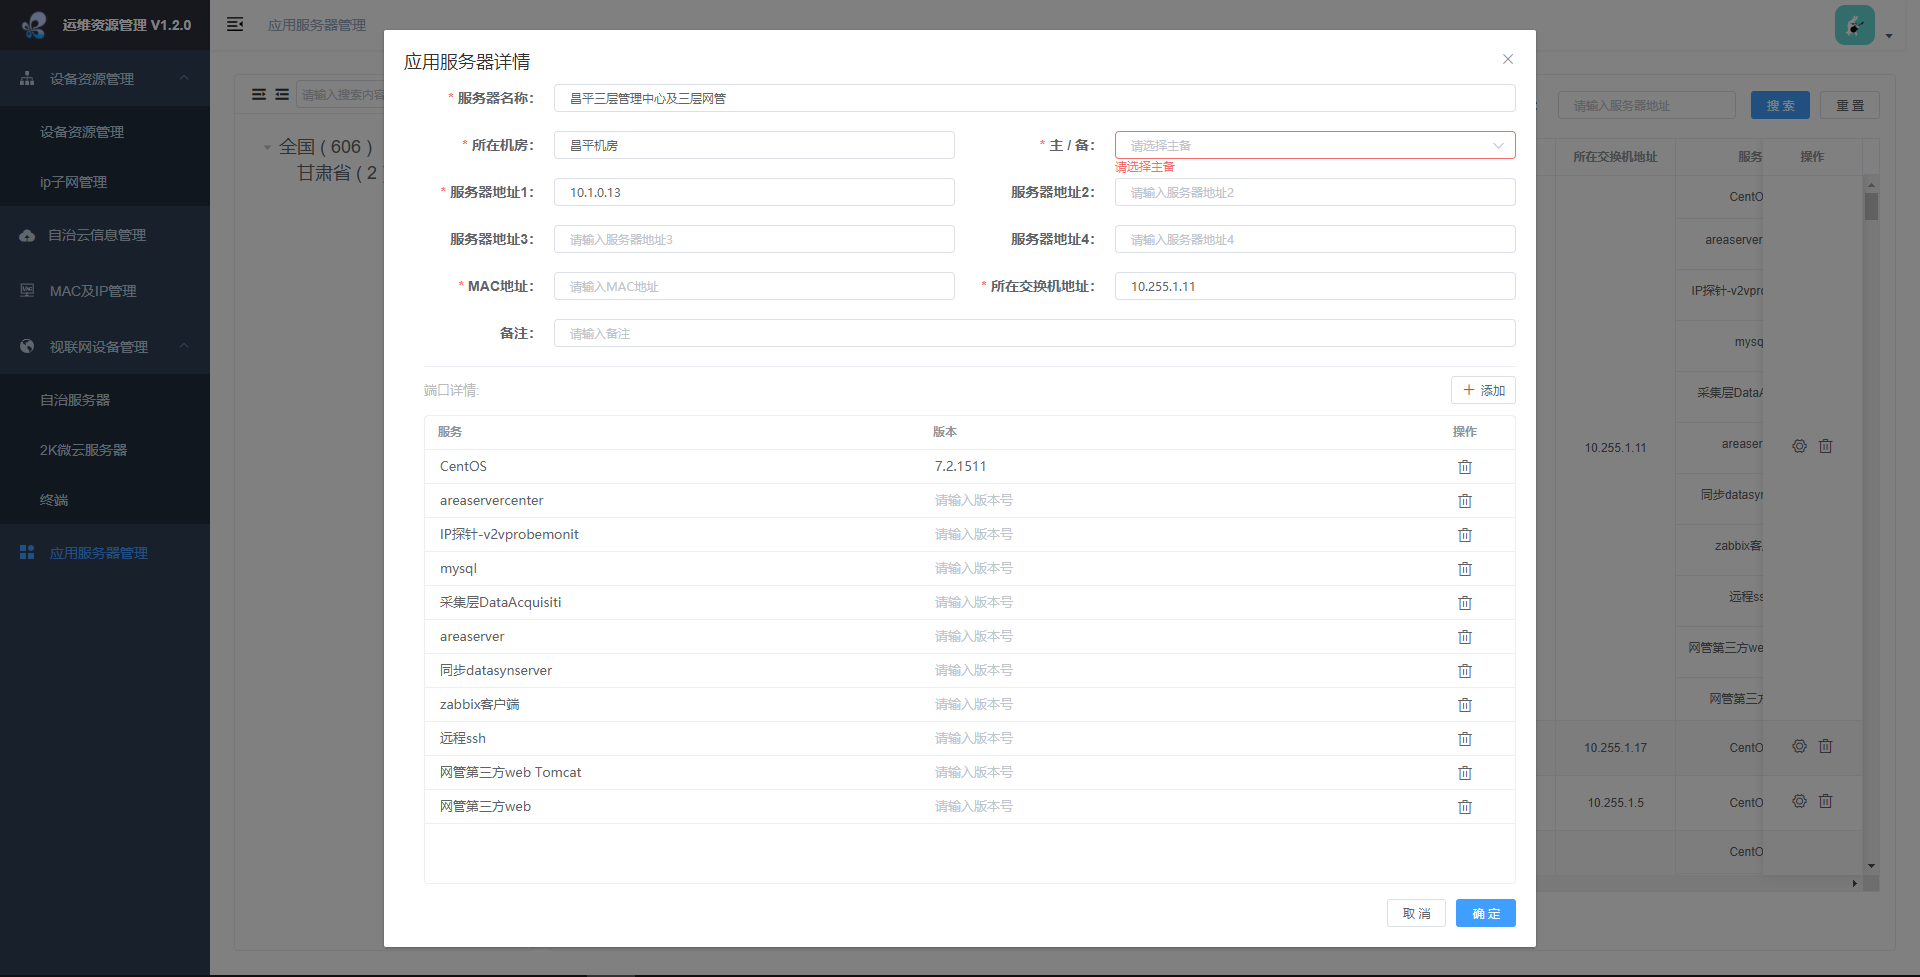 运维资源管理 V1.2.0
应用服务器管理
设备资源管理
设备资源管理
ip子网管理
自治云信息管理
MAC及IP管理
视联网设备管理
自治服务器
2K微云服务器
终端
应用服务器管理
请输入搜索内容
全国 ( 606 )
甘肃省 ( 2
应用服务器详情
* 服务器名称: 昌平三层管理中心及三层网管
* 所在机房: 昌平机房
* 主 / 备: 请选择主备
请选择主备
* 服务器地址1: 10.1.0.13
服务器地址2: 请输入服务器地址2
服务器地址3: 请输入服务器地址3
服务器地址4: 请输入服务器地址4
* MAC地址: 请输入MAC地址
* 所在交换机地址: 10.255.1.11
备注: 请输入备注
端口详情:
添加
服务 版本 操作
CentOS 7.2.1511
areaservercenter 请输入版本号
IP探针-v2vprobemonit 请输入版本号
mysql 请输入版本号
采集层DataAcquisiti 请输入版本号
areaserver 请输入版本号
同步datasynserver 请输入版本号
zabbix客户端 请输入版本号
远程ssh 请输入版本号
网管第三方web Tomcat 请输入版本号
网管第三方web 请输入版本号
取 消
确 定
请输入服务器地址
搜 索
重 置
所在交换机地址 服务 操作
CentO
areaserver
IP探针-v2vpr
mysq
采集层Data
areaser
10.255.1.11
同步datasy
zabbix客
远程ss
网管第三方we
网管第三
10.255.1.17 CentO
10.255.1.5 CentO
CentO